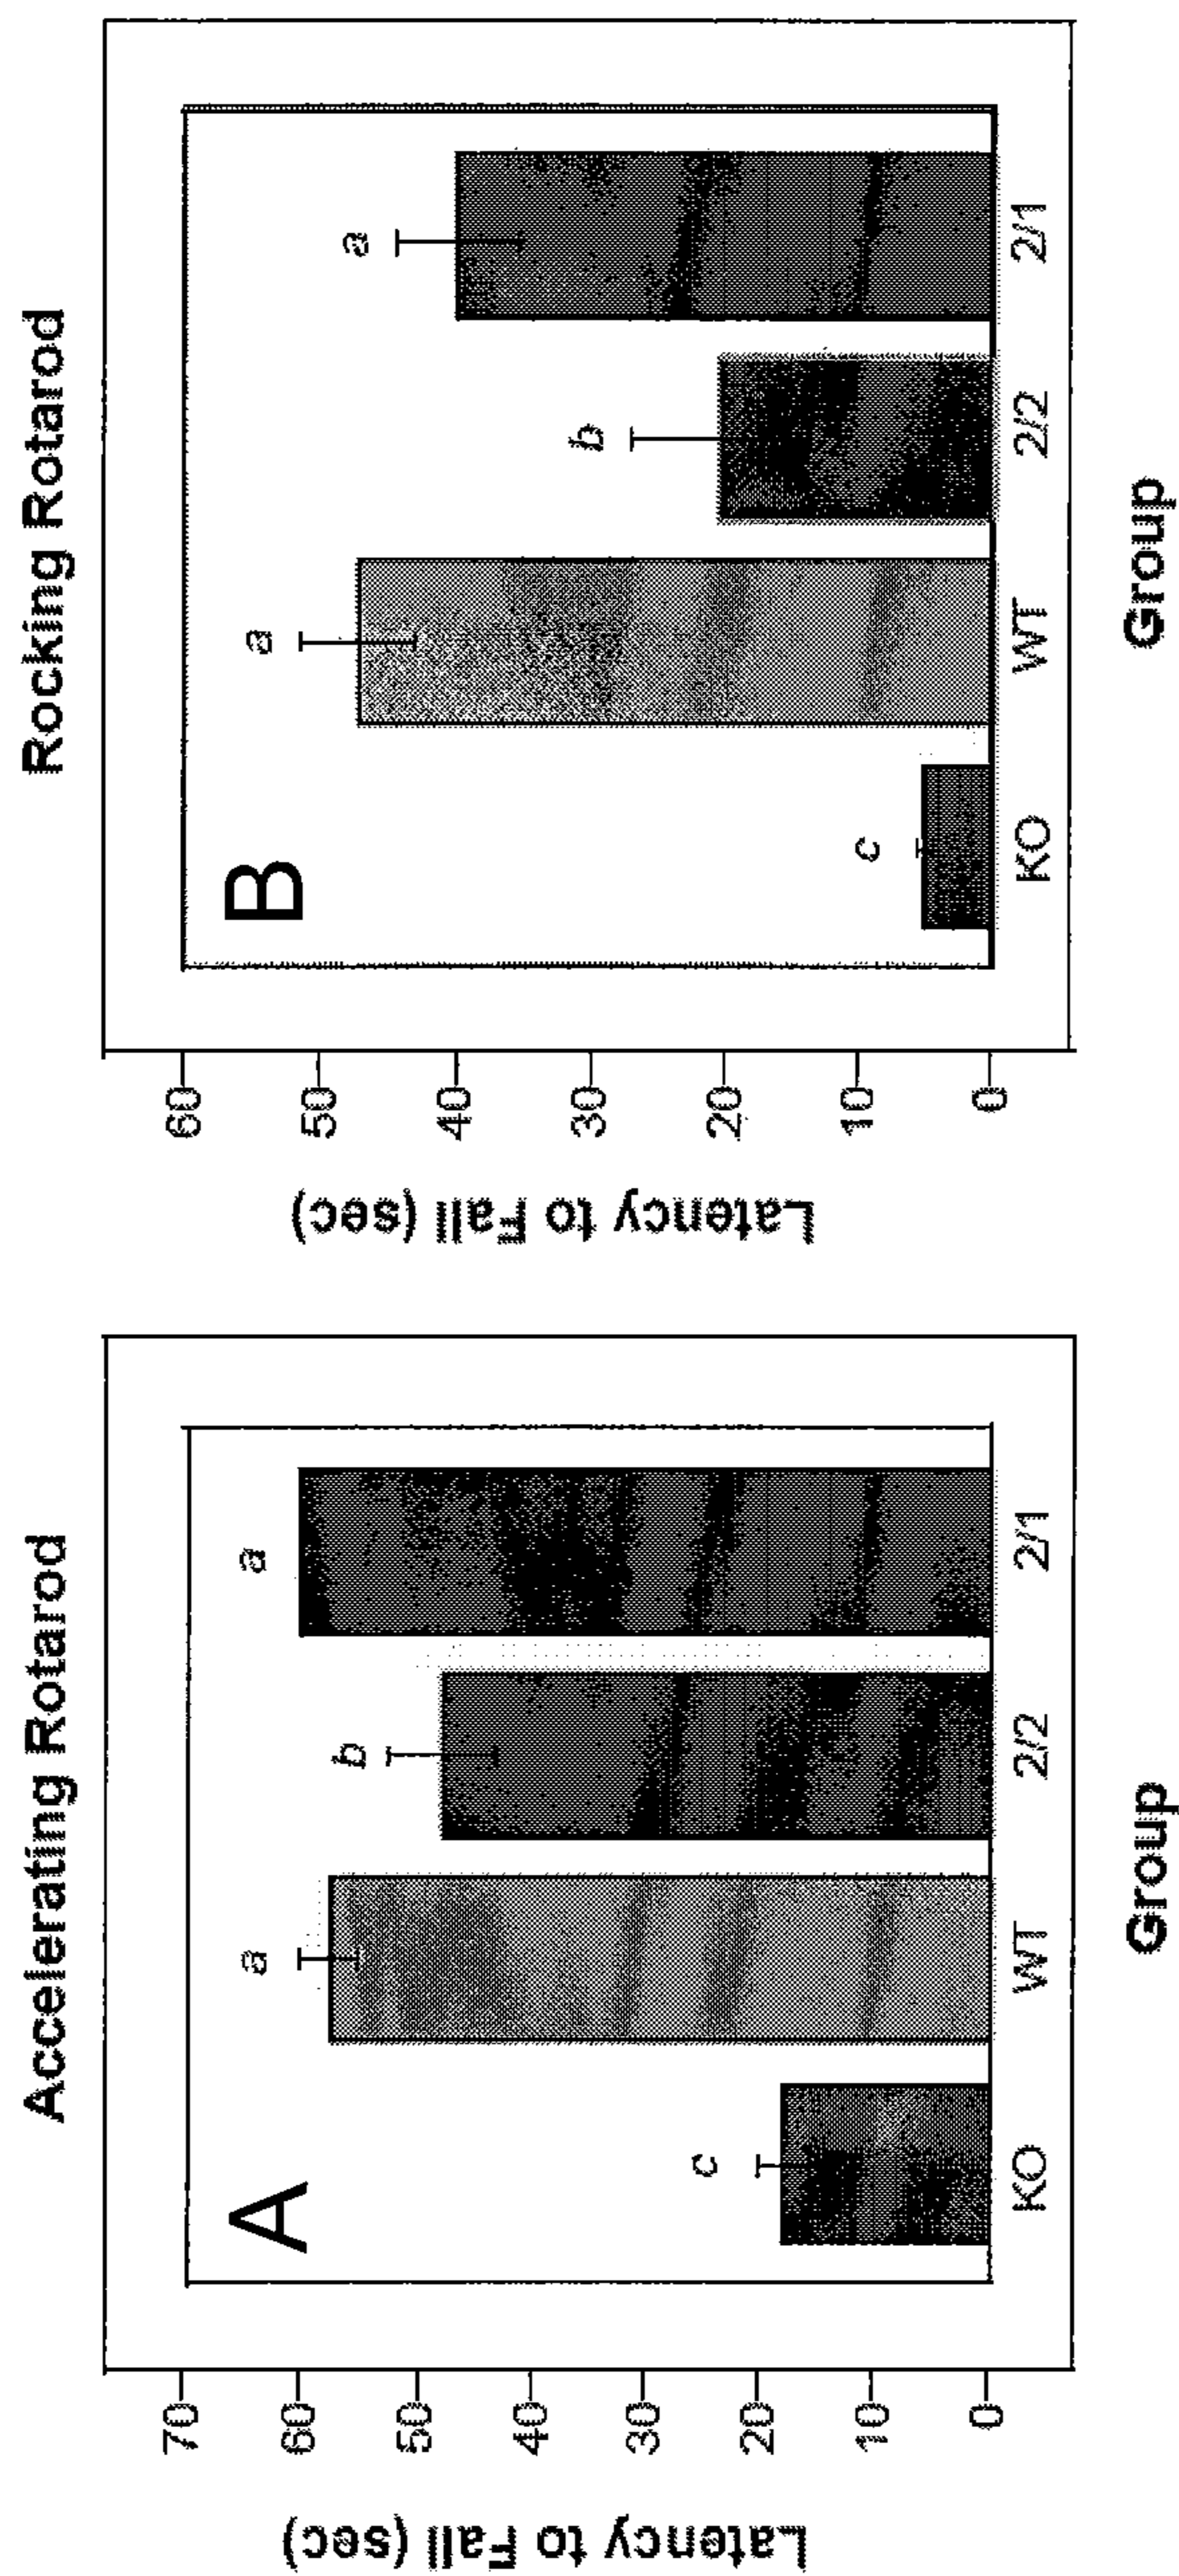 Accelerating Rotarod
A
Latency to Fall (sec)
70
60
50
40
30
20
10
0
c
a
b
a
KO WT 2/2 2/1
Group
Rocking Rotarod
B
Latency to Fall (sec)
60
50
40
30
20
10
0
c
a
b
a
KO WT 2/2 2/1
Group